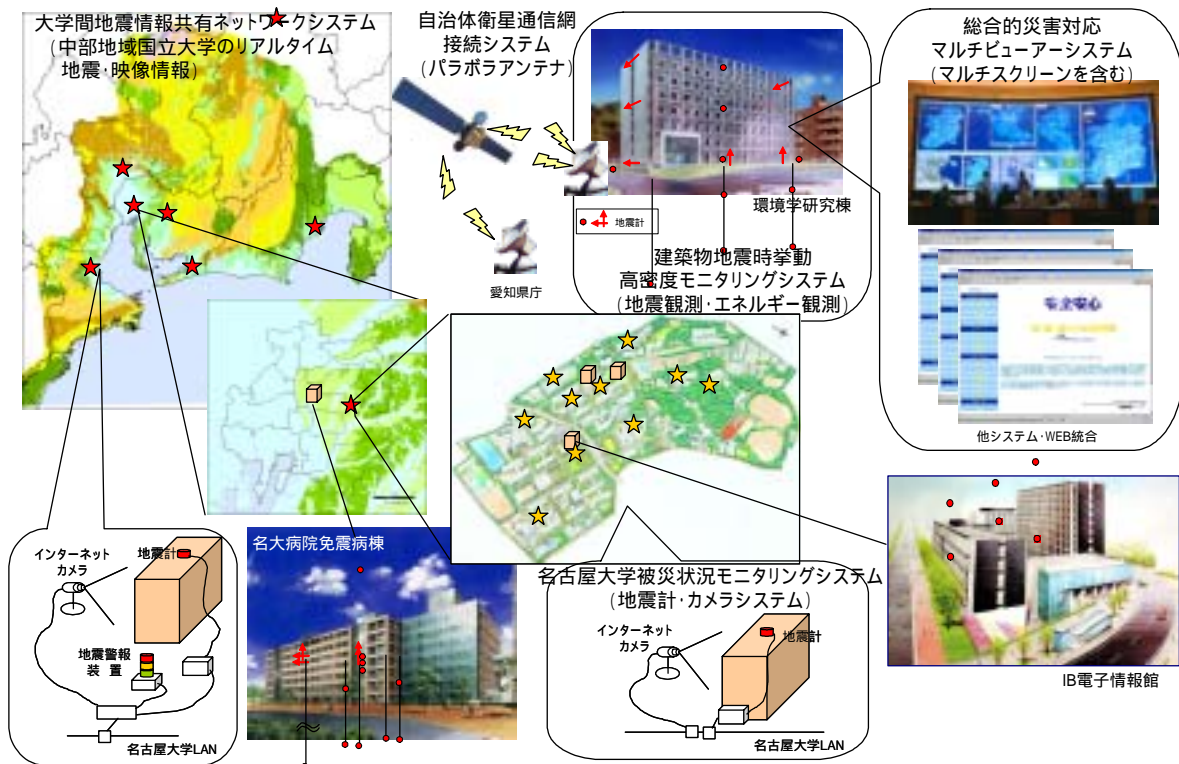 大学間地震情報共有ネットワークシステム
(中部地域国立大学のリアルタイム
地震・映像情報)
自治体衛星通信網
接続システム
(パラボラアンテナ)
愛知県庁
環境学研究棟
地震計
建築物地震時挙動
高密度モニタリングシステム
(地震観測・エネルギー観測)
総合的災害対応
マルチビューアーシステム
(マルチスクリーンを含む)
安全安心
他システム・WEB統合
インターネット
カメラ
地震計
地震警報
装 置
名古屋大学LAN
名大病院免震病棟
名古屋大学被災状況モニタリングシステム
(地震計・カメラシステム)
インターネット
カメラ
地震計
名古屋大学LAN
IB電子情報館